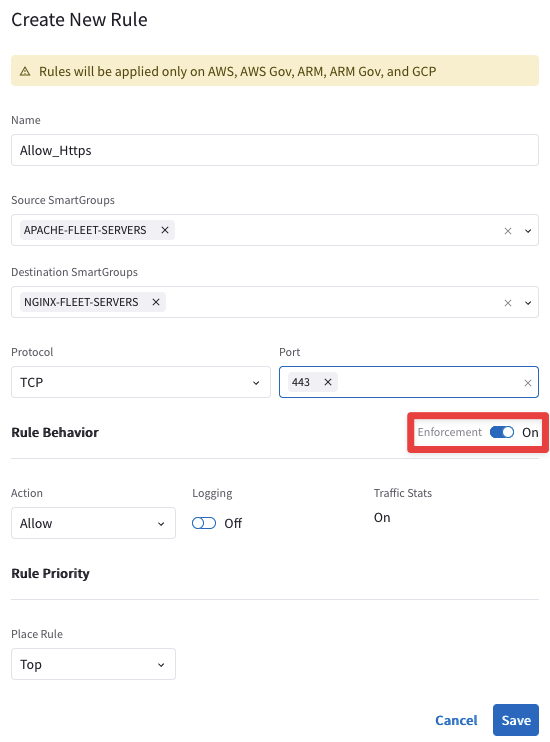 Create New Rule
Rules will be applied only on AWS, AWS Gov, ARM, ARM Gov, and GCP
Name
Allow_Https
Source SmartGroups
APACHE-FLEET-SERVERS
Destination SmartGroups
NGINX-FLEET-SERVERS
Protocol Port
TCP 443
Rule Behavior Enforcement On
Action Logging Traffic Stats
Allow Off On
Rule Priority
Place Rule
Top
Cancel Save